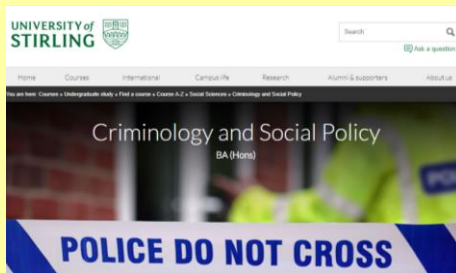 UNIVERSITY of
STIRLING
Search
Ask a question
Home Courses International Campus life Research Alumni & supporters About us
You are here: Courses » Undergraduate study » Find a course » Course A-Z » Social Sciences » Criminology and Social Policy
Criminology and Social Policy
BA (Hons)
POLICE DO NOT CROSS